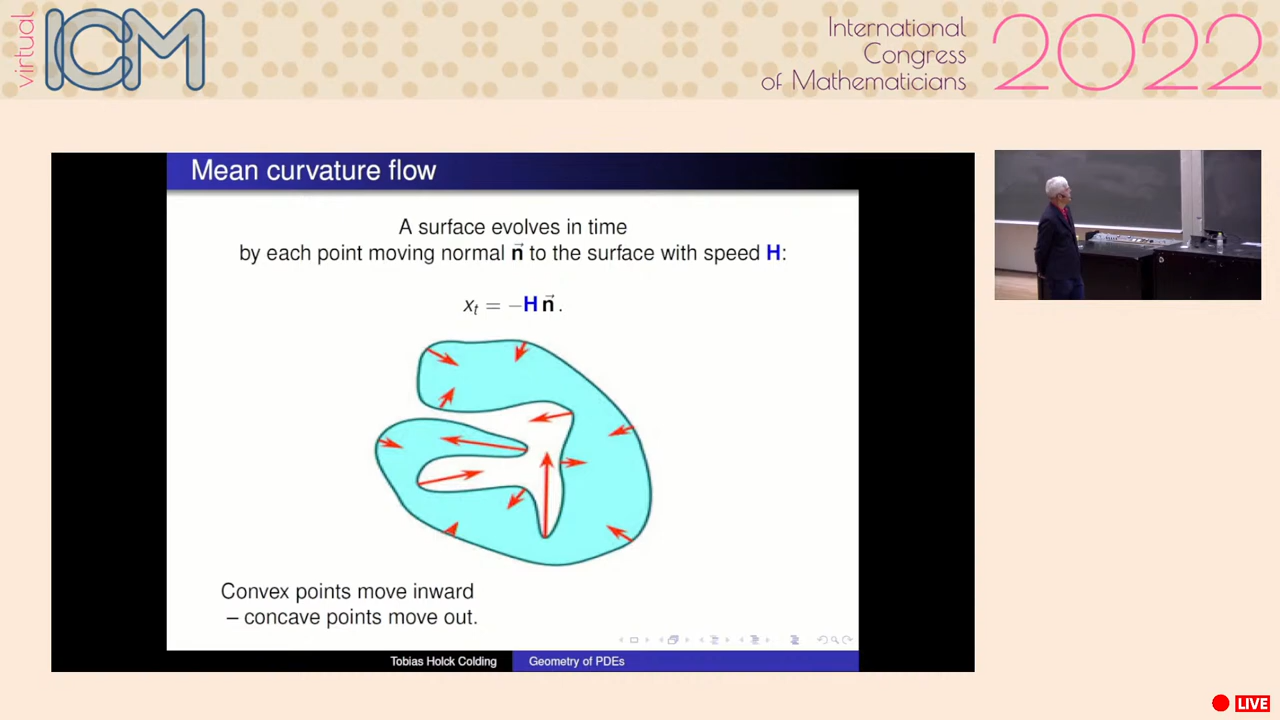 virtual
ICM
International
Congress
of Mathematicians
2022
Mean curvature flow
A surface evolves in time
by each point moving normal n⃗ to the surface with speed H:
xₜ = −H n⃗ .
Convex points move inward
– concave points move out.
Tobias Holck Colding
Geometry of PDEs
LIVE